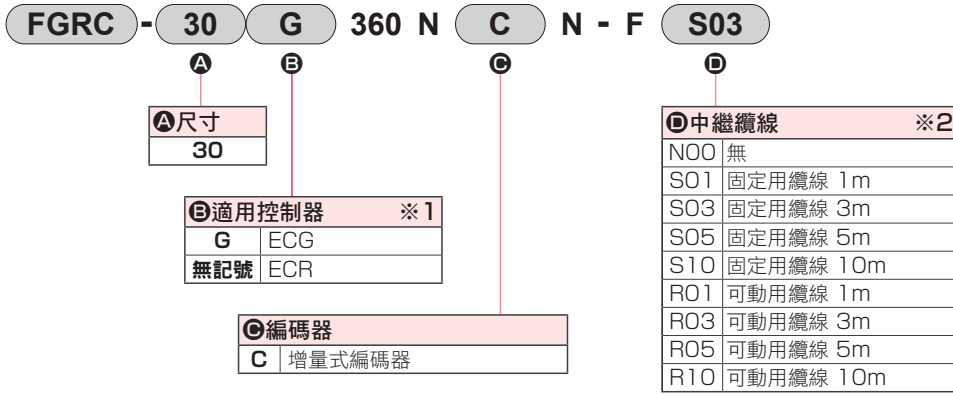 FGRC - 30 G 360 N C N - F S03
A B C D
A尺寸
30
B適用控制器 ※1
G ECG
無記號 ECR
C編碼器
C 增量式編碼器
D中繼纜線 ※2
N00 無
S01 固定用纜線 1m
S03 固定用纜線 3m
S05 固定用纜線 5m
S10 固定用纜線 10m
R01 可動用纜線 1m
R03 可動用纜線 3m
R05 可動用纜線 5m
R10 可動用纜線 10m